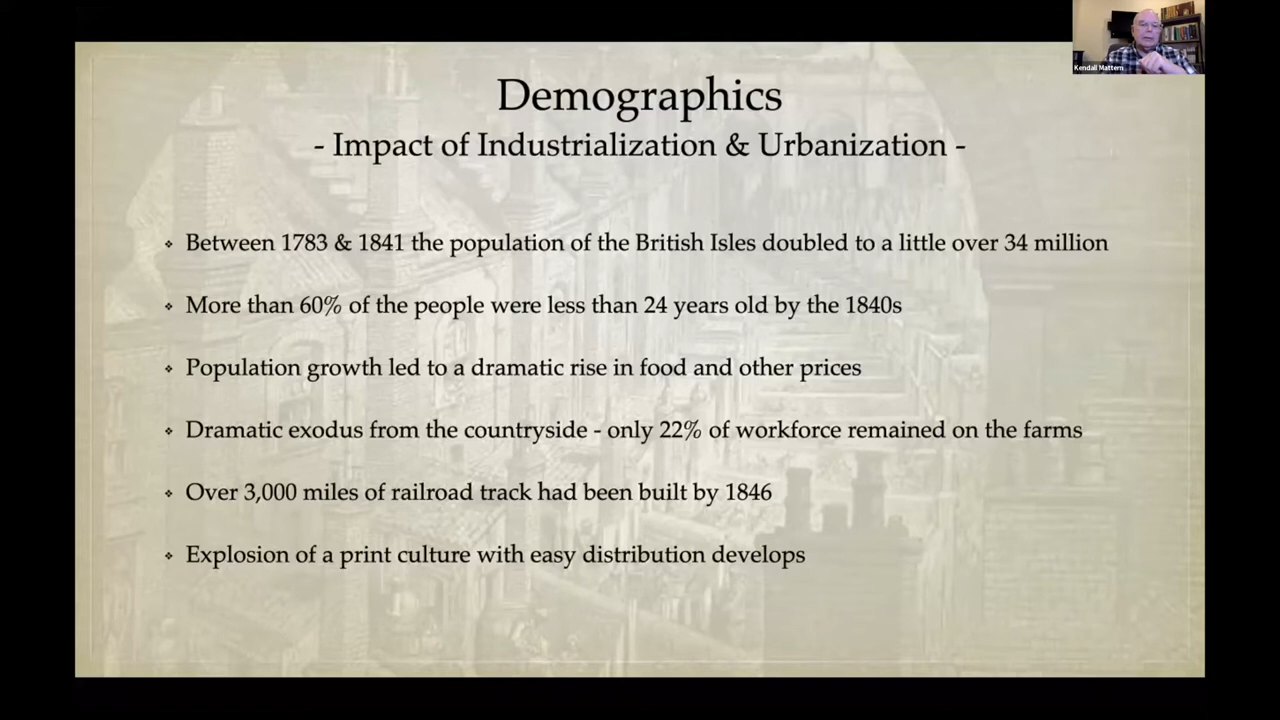 Kendall Mattern
Demographics
- Impact of Industrialization & Urbanization -
Between 1783 & 1841 the population of the British Isles doubled to a little over 34 million
More than 60% of the people were less than 24 years old by the 1840s
Population growth led to a dramatic rise in food and other prices
Dramatic exodus from the countryside - only 22% of workforce remained on the farms
Over 3,000 miles of railroad track had been built by 1846
Explosion of a print culture with easy distribution develops